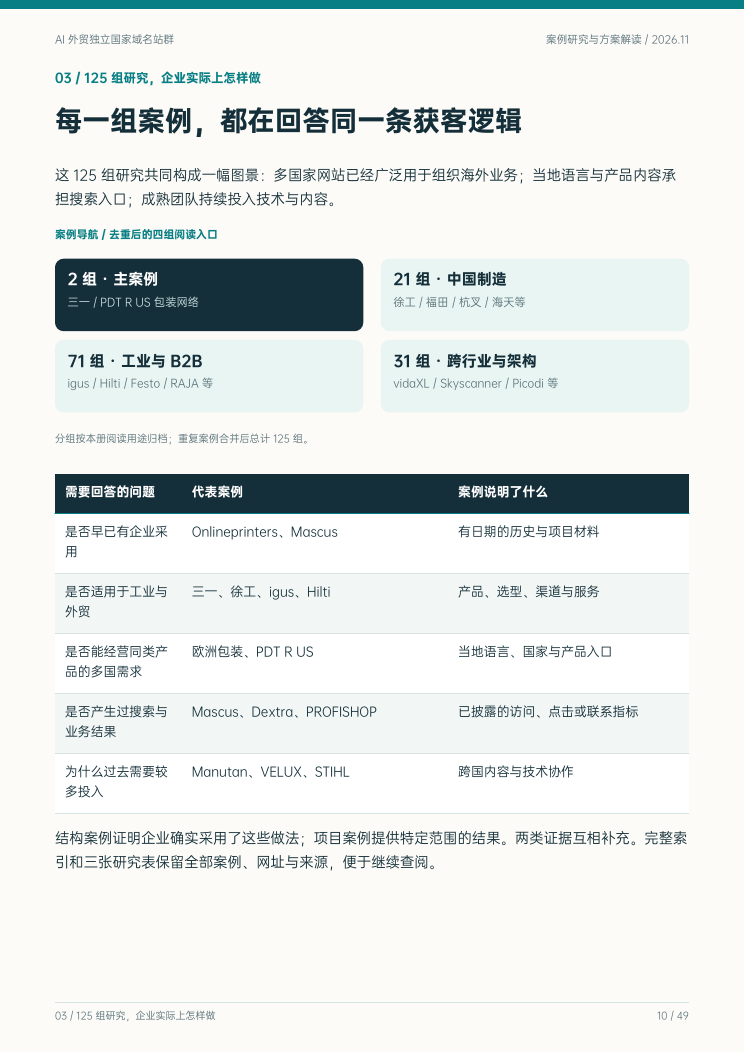 AI 外贸独立国家域名站群
案例研究与方案解读 / 2026.11
03 / 125 组研究，企业实际上怎样做
每一组案例，都在回答同一条获客逻辑
这 125 组研究共同构成一幅图景：多国家网站已经广泛用于组织海外业务；当地语言与产品内容承
担搜索入口；成熟团队持续投入技术与内容。
案例导航 / 去重后的四组阅读入口
2 组 · 主案例
三一 / PDT R US 包装网络
21 组 · 中国制造
徐工 / 福田 / 杭叉 / 海天等
71 组 · 工业与 B2B
igus / Hilti / Festo / RAJA 等
31 组 · 跨行业与架构
vidaXL / Skyscanner / Picodi 等
分组按本册阅读用途归档；重复案例合并后总计 125 组。
需要回答的问题
代表案例
案例说明了什么
是否早已有企业采
用
Onlineprinters、Mascus
有日期的历史与项目材料
是否适用于工业与
外贸
三一、徐工、igus、Hilti
产品、选型、渠道与服务
是否能经营同类产
品的多国需求
欧洲包装、PDT R US
当地语言、国家与产品入口
是否产生过搜索与
业务结果
Mascus、Dextra、PROFISHOP
已披露的访问、点击或联系指标
为什么过去需要较
多投入
Manutan、VELUX、STIHL
跨国内容与技术协作
结构案例证明企业确实采用了这些做法；项目案例提供特定范围的结果。两类证据互相补充。完整索
引和三张研究表保留全部案例、网址与来源，便于继续查阅。
03 / 125 组研究，企业实际上怎样做
10 / 49